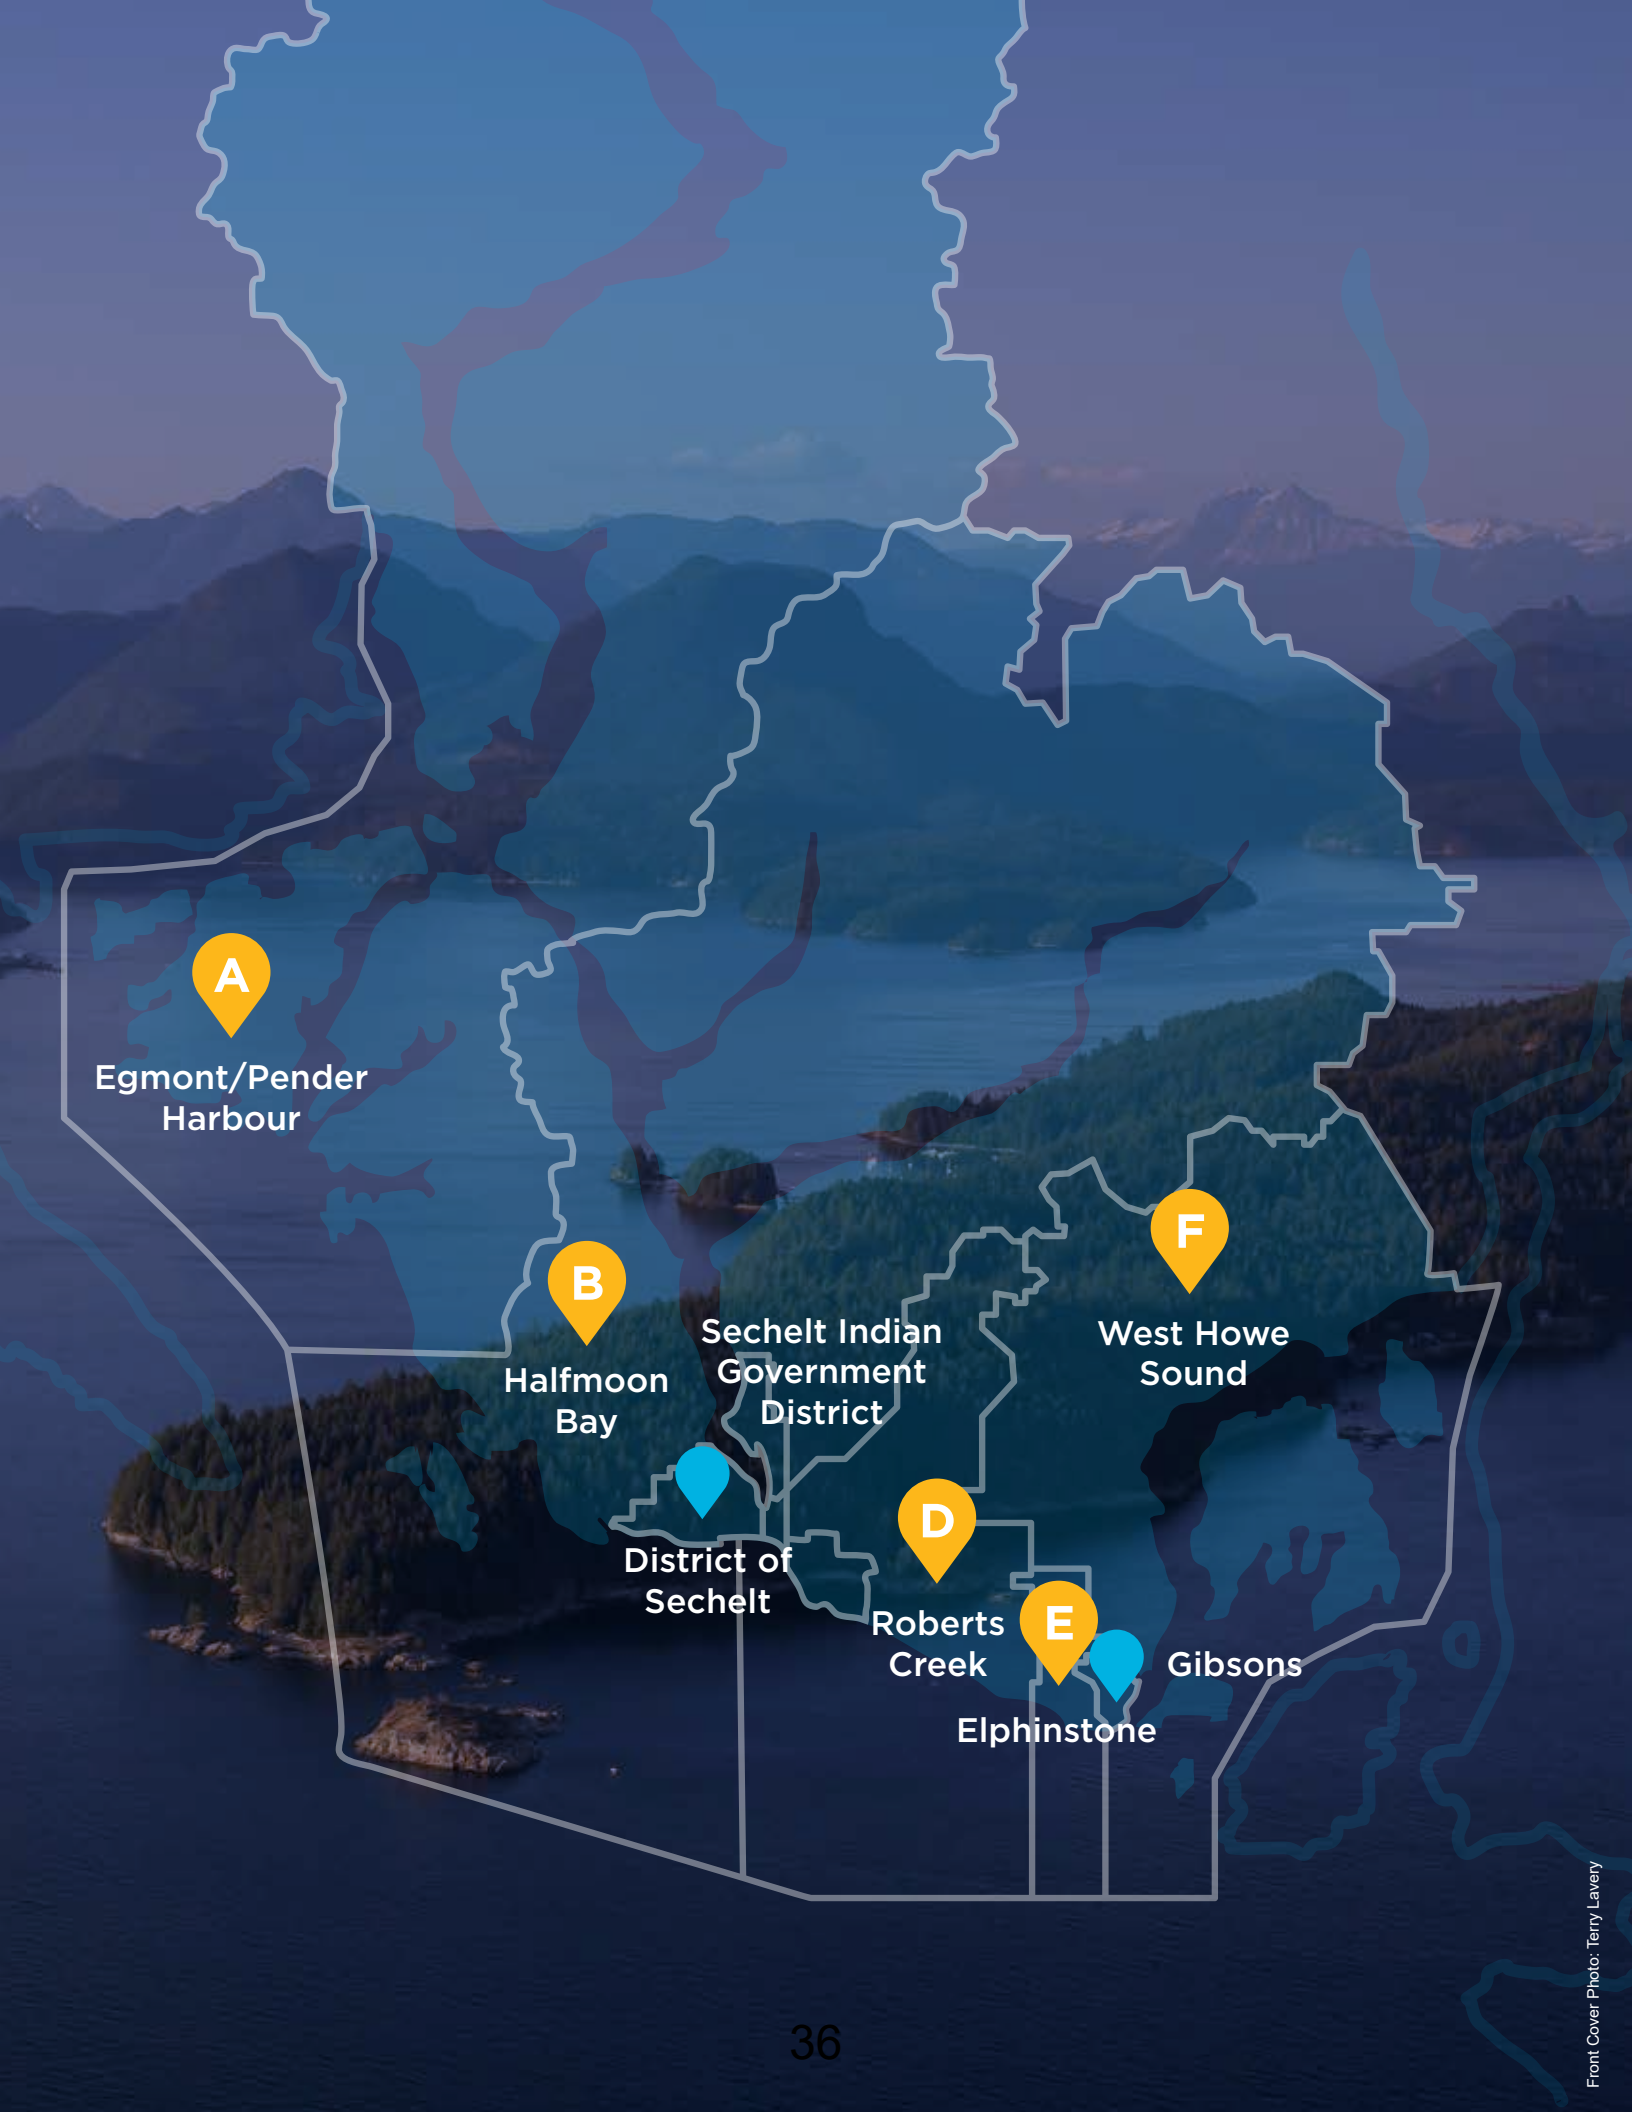 A
Egmont/Pender
Harbour
B
Halfmoon
Bay
Sechelt Indian
Government
District
F
West Howe
Sound
District of
Sechelt
D
Roberts
Creek
E
Elphinstone
Gibsons
Front Cover Photo: Terry Lavery
36